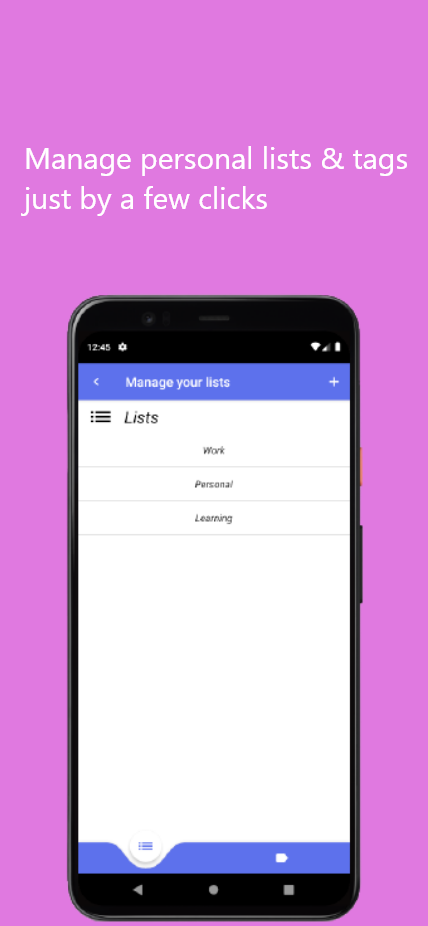 Manage personal lists & tags
just by a few clicks
12:45
Manage your lists
Lists
Work
Personal
Learning